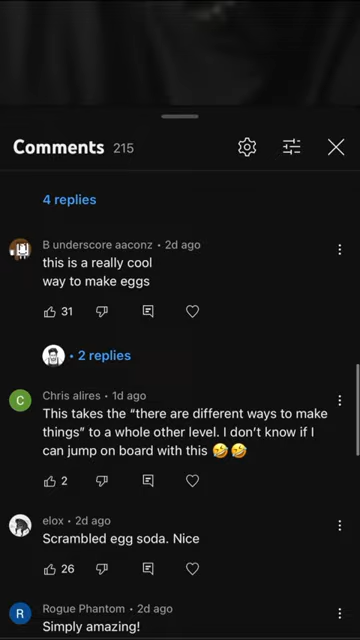 Comments 215
4 replies
B underscore aaconz • 2d ago
this is a really cool
way to make eggs
31
• 2 replies
C
Chris alires • 1d ago
This takes the “there are different ways to make
things” to a whole other level. I don’t know if I
can jump on board with this 🤣🤣
2
elox • 2d ago
Scrambled egg soda. Nice
26
R
Rogue Phantom • 2d ago
Simply amazing!